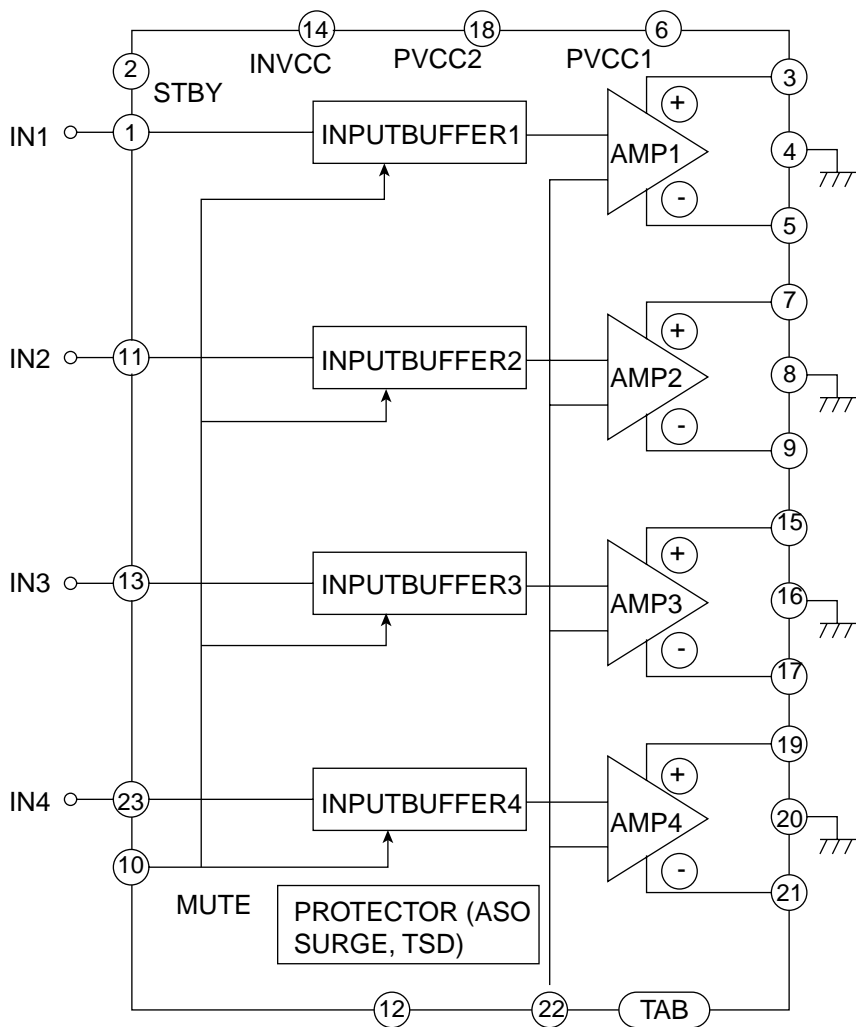 14
18
6
2
INVCC
PVCC2
PVCC1
3
STBY
+
IN1
1
INPUTBUFFER1
AMP1
4
-
5
7
+
IN2
11
INPUTBUFFER2
AMP2
8
-
9
15
+
IN3
13
INPUTBUFFER3
AMP3
16
-
17
19
+
IN4
23
INPUTBUFFER4
AMP4
20
10
-
21
MUTE
PROTECTOR (ASO
SURGE, TSD)
12
22
TAB